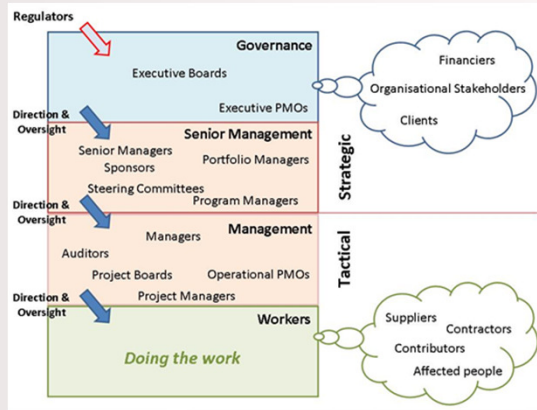 Regulators
Governance
Executive Boards
Executive PMOs
Financiers
Organisational Stakeholders
Clients
Direction &
Oversight
Senior Management
Senior Managers
Sponsors
Portfolio Managers
Steering Committees
Program Managers
Strategic
Direction &
Oversight
Management
Managers
Auditors
Project Boards
Operational PMOs
Project Managers
Tactical
Direction &
Oversight
Workers
Doing the work
Suppliers
Contractors
Contributors
Affected people